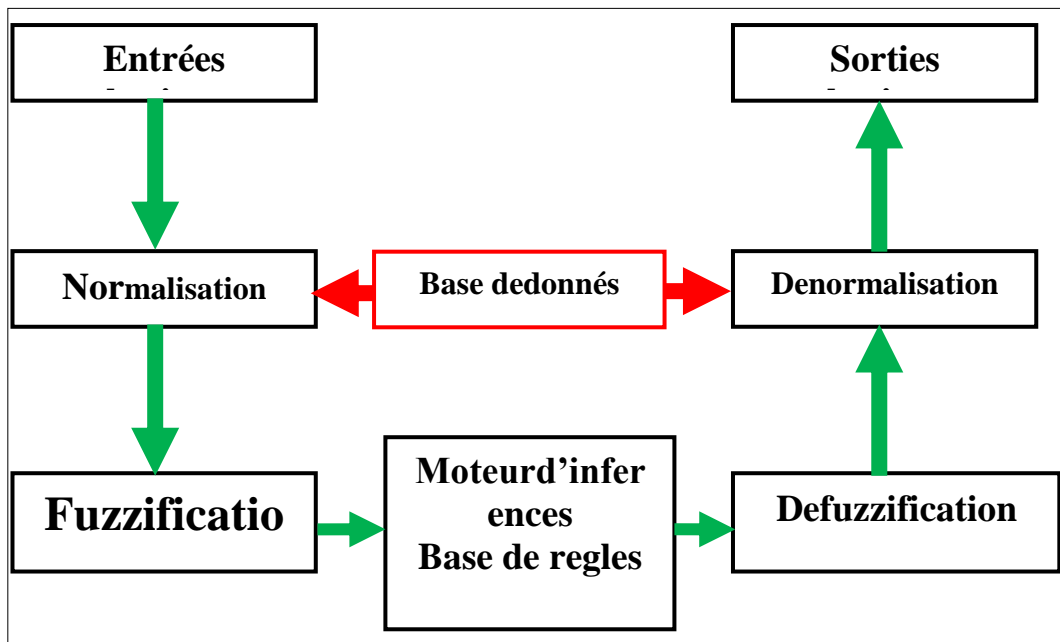 Entrées
Sorties
Normalisation
Base dedonnés
Denormalisation
Fuzzificatio
Moteurd’infer
ences
Base de regles
Defuzzification